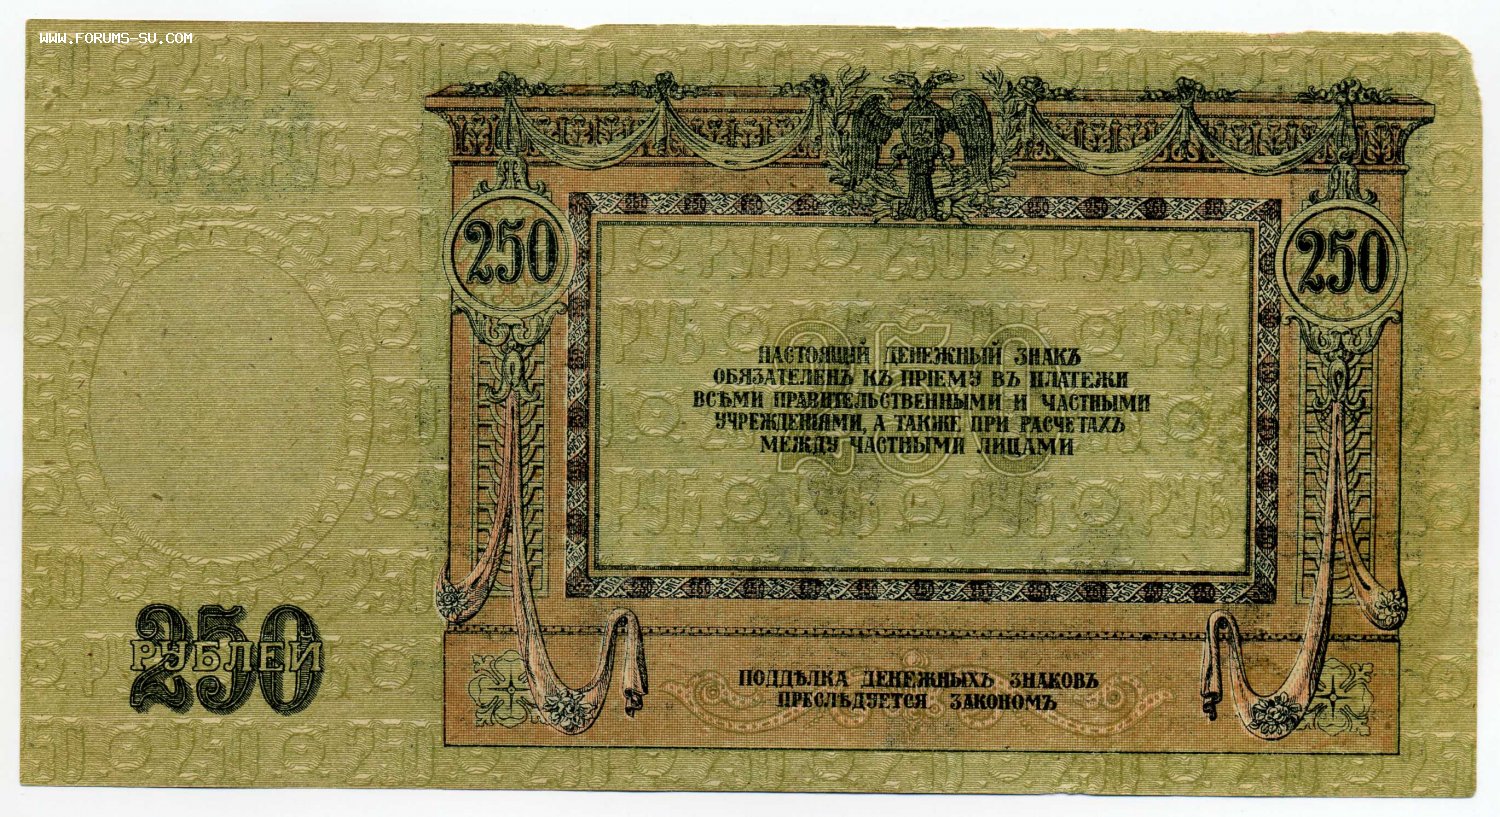 WWW.FORUMS-SU.COM
250
250
НАСТОЯЩІЙ ДЕНЕЖНЫЙ ЗНАКЪ
ОБЯЗАТЕЛЕНЪ КЪ ПРІЕМУ ВЪ ПЛАТЕЖИ
ВСѢМИ ПРАВИТЕЛЬСТВЕННЫМИ И ЧАСТНЫМИ
УЧРЕЖДЕНІЯМИ, А ТАКЖЕ ПРИ РАСЧЕТАХЪ
МЕЖДУ ЧАСТНЫМИ ЛИЦАМИ
250
250
РУБЛЕЙ
ПОДДѢЛКА ДЕНЕЖНЫХЪ ЗНАКОВЪ
ПРЕСЛѢДУЕТСЯ ЗАКОНОМЪ